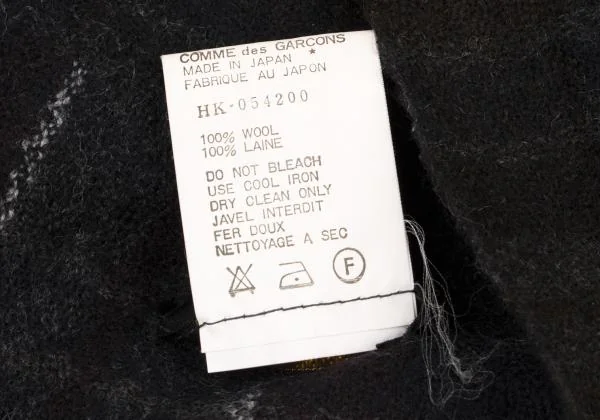 COMME des GARCONS
MADE IN JAPAN *
FABRIQUE AU JAPON
HK-054200
100% WOOL
100% LAINE
DO NOT BLEACH
USE COOL IRON
DRY CLEAN ONLY
JAVEL INTERDIT
FER DOUX
NETTOYAGE A SEC
F